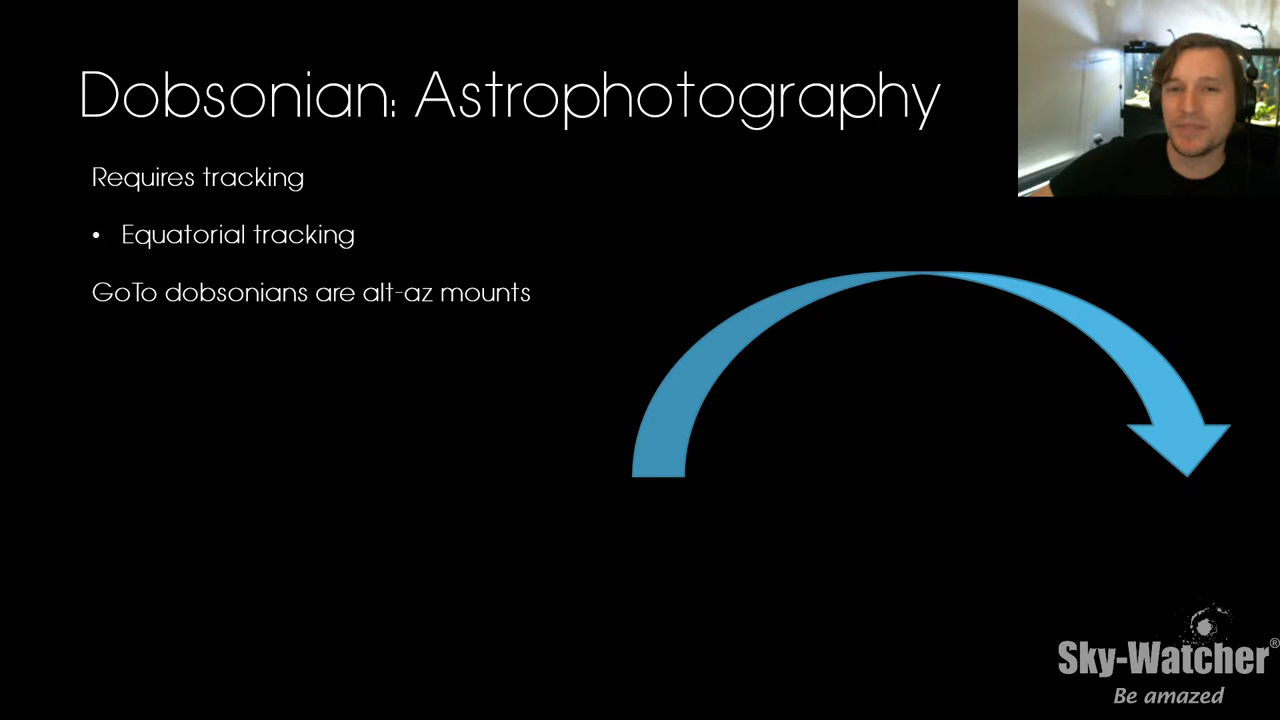 Dobsonian: Astrophotography
Requires tracking
• Equatorial tracking
GoTo dobsonians are alt-az mounts
Sky-Watcher®
Be amazed